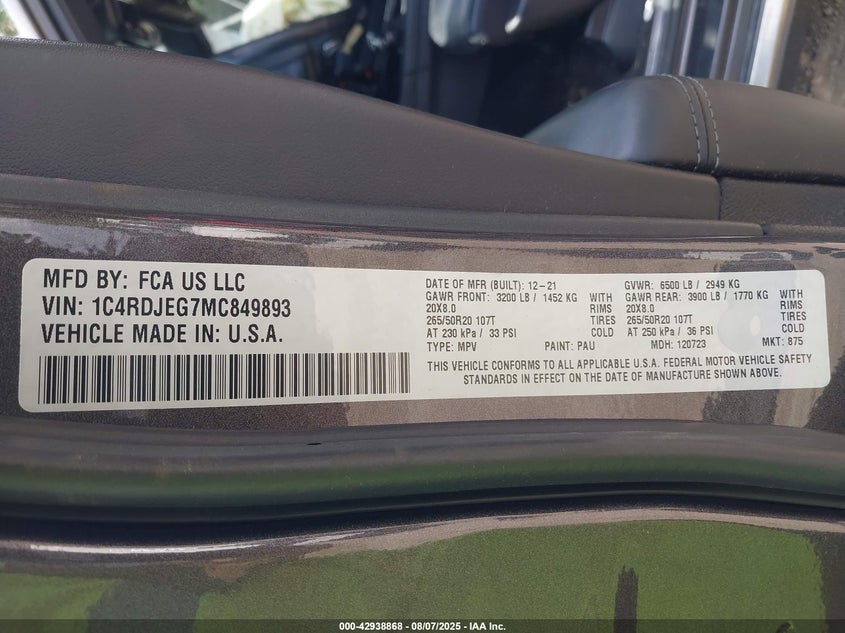 MFD BY: FCA US LLC
VIN: 1C4RDJEG7MC849893
VEHICLE MADE IN: U.S.A.
DATE OF MFR (BUILT): 12-21 GVWR: 6500 LB / 2949 KG
GAWR FRONT: 3200 LB / 1452 KG WITH GAWR REAR: 3900 LB / 1770 KG WITH
20X8.0 RIMS 20X8.0 RIMS
265/50R20 107T TIRES 265/50R20 107T TIRES
AT 230 kPa / 33 PSI COLD AT 250 kPa / 36 PSI COLD
TYPE: MPV PAINT: PAU MDH: 120723 MKT: 875
THIS VEHICLE CONFORMS TO ALL APPLICABLE U.S.A. FEDERAL MOTOR VEHICLE SAFETY
STANDARDS IN EFFECT ON THE DATE OF MANUFACTURE SHOWN ABOVE.
000-42938868 - 08/07/2025 - IAA Inc.